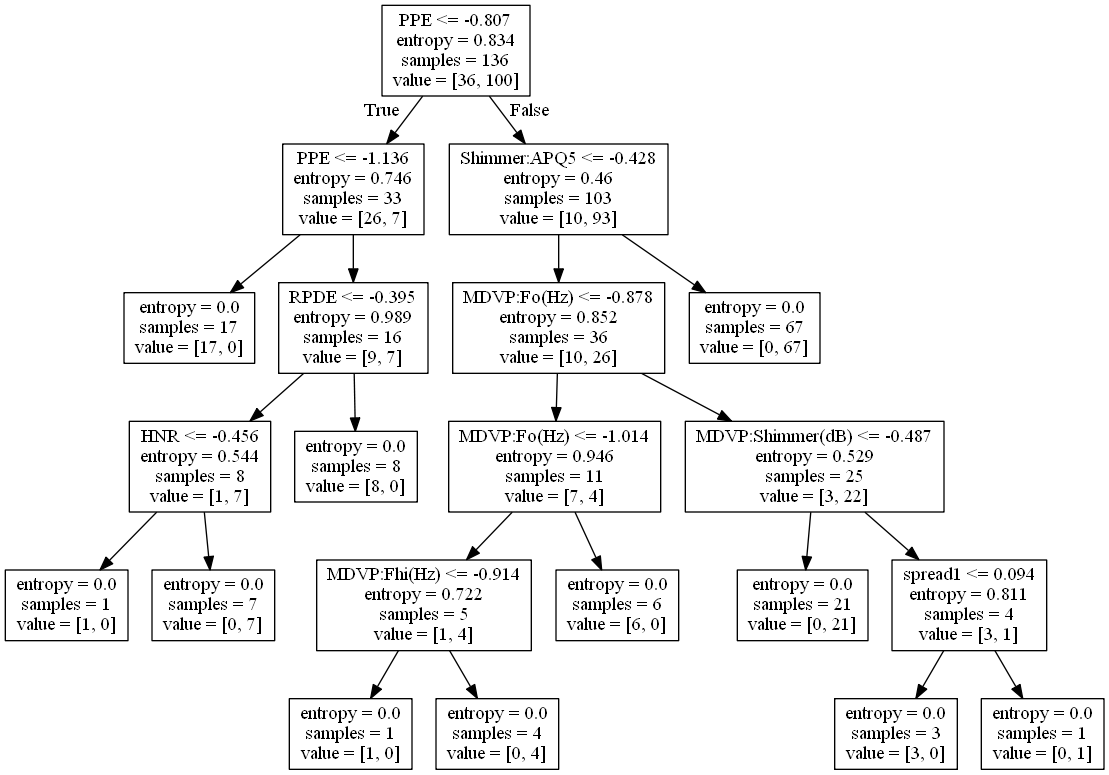 PPE <= -0.807
entropy = 0.834
samples = 136
value = [36, 100]
True
False
PPE <= -1.136
entropy = 0.746
samples = 33
value = [26, 7]
Shimmer:APQ5 <= -0.428
entropy = 0.46
samples = 103
value = [10, 93]
entropy = 0.0
samples = 17
value = [17, 0]
RPDE <= -0.395
entropy = 0.989
samples = 16
value = [9, 7]
MDVP:Fo(Hz) <= -0.878
entropy = 0.852
samples = 36
value = [10, 26]
entropy = 0.0
samples = 67
value = [0, 67]
HNR <= -0.456
entropy = 0.544
samples = 8
value = [1, 7]
entropy = 0.0
samples = 8
value = [8, 0]
MDVP:Fo(Hz) <= -1.014
entropy = 0.946
samples = 11
value = [7, 4]
MDVP:Shimmer(dB) <= -0.487
entropy = 0.529
samples = 25
value = [3, 22]
entropy = 0.0
samples = 1
value = [1, 0]
entropy = 0.0
samples = 7
value = [0, 7]
MDVP:Fhi(Hz) <= -0.914
entropy = 0.722
samples = 5
value = [1, 4]
entropy = 0.0
samples = 6
value = [6, 0]
entropy = 0.0
samples = 21
value = [0, 21]
spread1 <= 0.094
entropy = 0.811
samples = 4
value = [3, 1]
entropy = 0.0
samples = 1
value = [1, 0]
entropy = 0.0
samples = 4
value = [0, 4]
entropy = 0.0
samples = 3
value = [3, 0]
entropy = 0.0
samples = 1
value = [0, 1]